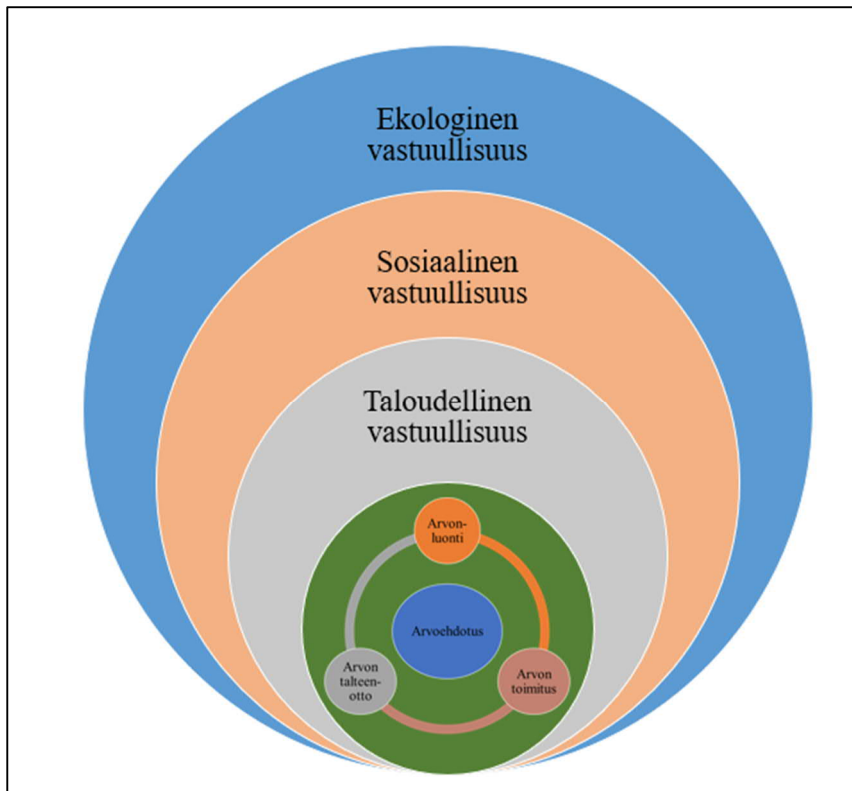 Ekologinen
vastuullisuus
Sosiaalinen
vastuullisuus
Taloudellinen
vastuullisuus
Arvon-
luonti
Arvoehdotus
Arvon
talteen-
otto
Arvon
toimitus